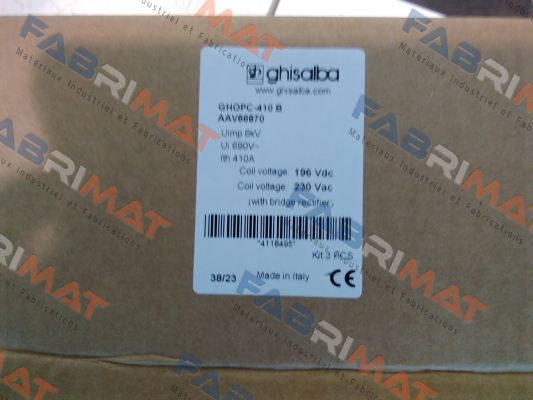 ghisalba
www.ghisalba.com
GHOPC-410 B
AAV66870
Uimp 6kV
Ui 690V~
Ith 410A
Coil voltage: 196 Vdc
Coil voltage: 230 Vac
(with bridge rectifier)
*4118495*
Kit 3 PCS
38/23 Made in Italy CE
FABRIMAT
Materiaux Industriel et Fabrications